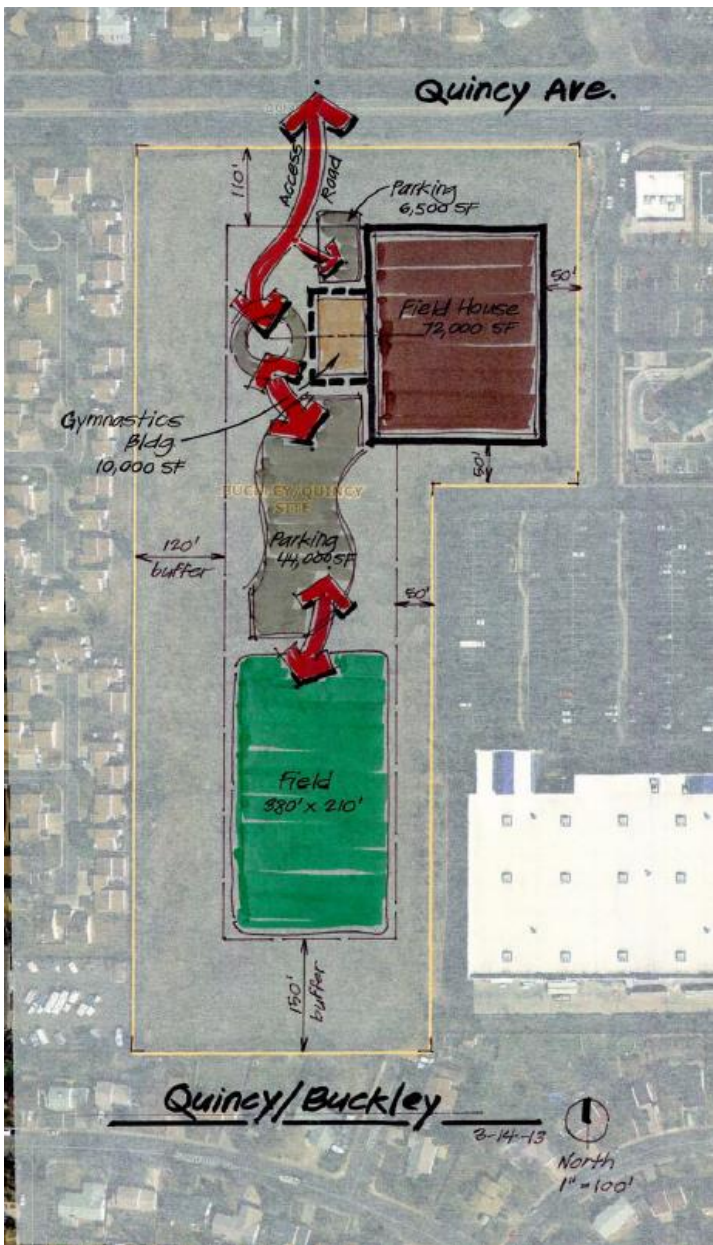 Quincy Ave.
Access
Road
110'
Parking
6,500 SF
50'
Field House
72,000 SF
Gymnastics
Bldg
10,000 SF
50'
BUCKLEY/QUINCY
SITE
Parking
44,000 SF
120'
buffer
50'
Field
380' x 210'
150'
buffer
Quincy/Buckley
3-14-13
North
1" = 100'